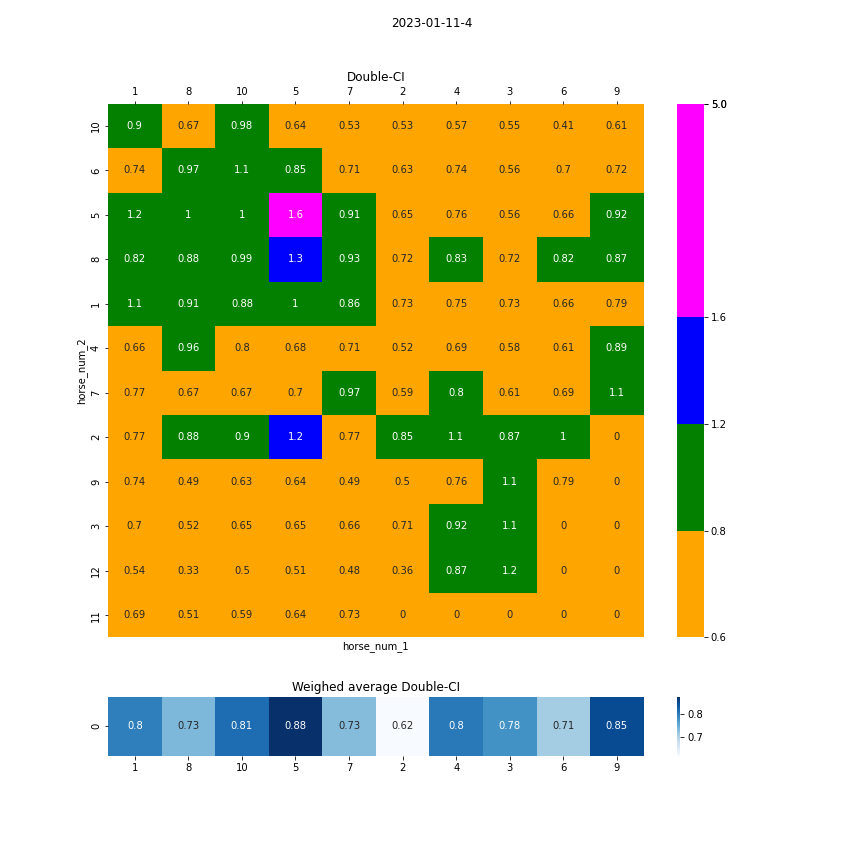 2023-01-11-4
Double-CI
1 8 10 5 7 2 4 3 6 9
10 0.9 0.67 0.98 0.64 0.53 0.53 0.57 0.55 0.41 0.61
6 0.74 0.97 1.1 0.85 0.71 0.63 0.74 0.56 0.7 0.72
5 1.2 1 1 1.6 0.91 0.65 0.76 0.56 0.66 0.92
8 0.82 0.88 0.99 1.3 0.93 0.72 0.83 0.72 0.82 0.87
1 1.1 0.91 0.88 1 0.86 0.73 0.75 0.73 0.66 0.79
4 0.66 0.96 0.8 0.68 0.71 0.52 0.69 0.58 0.61 0.89
7 0.77 0.67 0.67 0.7 0.97 0.59 0.8 0.61 0.69 1.1
2 0.77 0.88 0.9 1.2 0.77 0.85 1.1 0.87 1 0
9 0.74 0.49 0.63 0.64 0.49 0.5 0.76 1.1 0.79 0
3 0.7 0.52 0.65 0.65 0.66 0.71 0.92 1.1 0 0
12 0.54 0.33 0.5 0.51 0.48 0.36 0.87 1.2 0 0
11 0.69 0.51 0.59 0.64 0.73 0 0 0 0 0
horse_num_2
horse_num_1
5.0
1.6
1.2
0.8
0.6
Weighed average Double-CI
0 0.8 0.73 0.81 0.88 0.73 0.62 0.8 0.78 0.71 0.85
1 8 10 5 7 2 4 3 6 9
0.8
0.7